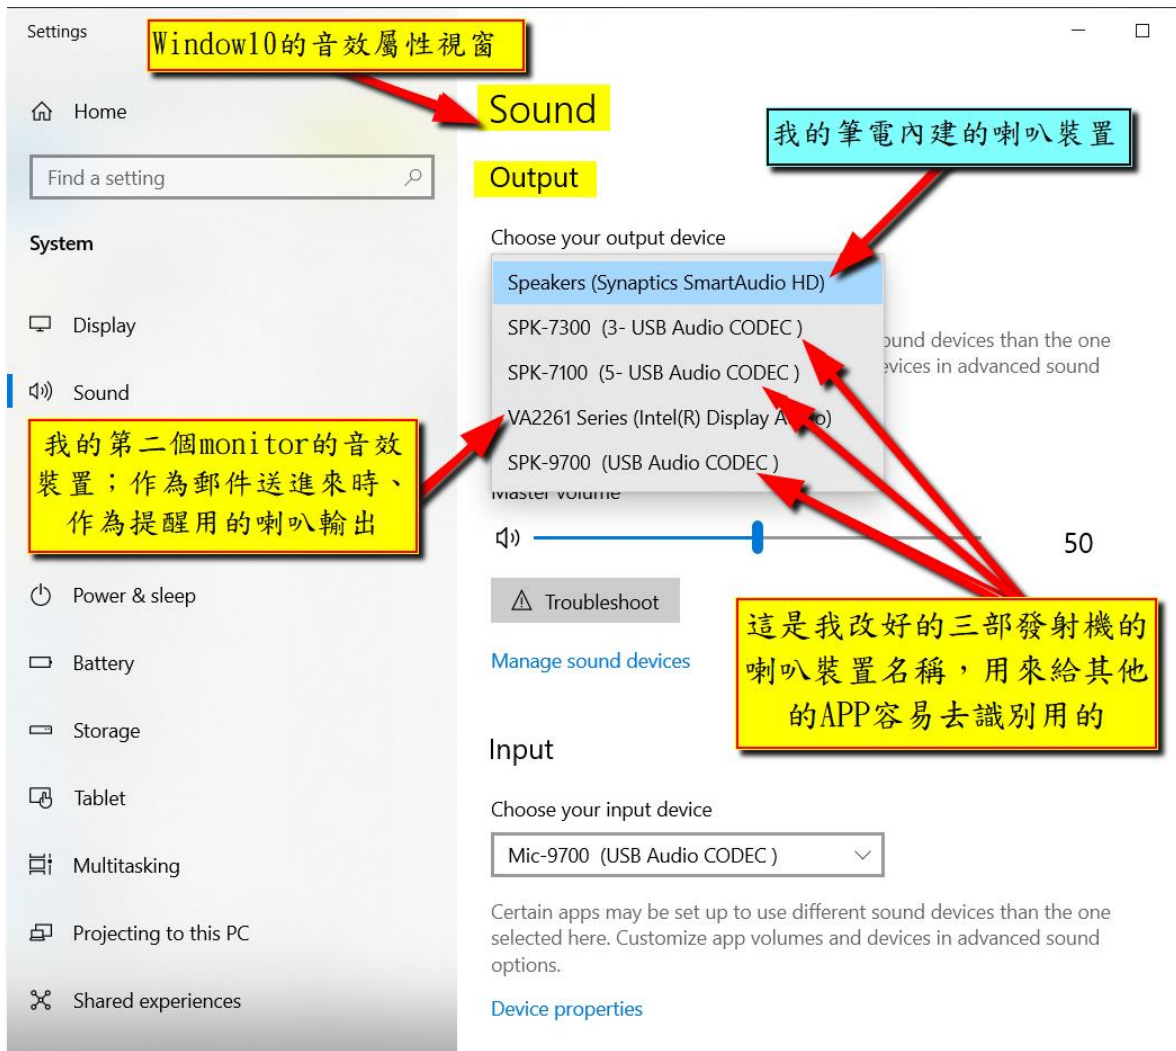 Settings
Window10的音效屬性視窗
Home
Find a setting
System
Display
Sound
我的第二個monitor的音效
裝置；作為郵件送進來時、
作為提醒用的喇叭輸出
Power & sleep
Battery
Storage
Tablet
Multitasking
Projecting to this PC
Shared experiences
Sound
我的筆電內建的喇叭裝置
Output
Choose your output device
Speakers (Synaptics SmartAudio HD)
SPK-7300 (3- USB Audio CODEC )
ound devices than the one
SPK-7100 (5- USB Audio CODEC )
evices in advanced sound
VA2261 Series (Intel(R) Display A o)
SPK-9700 (USB Audio CODEC )
Master volume
50
Troubleshoot
這是我改好的三部發射機的
喇叭裝置名稱，用來給其他
的APP容易去識別用的
Manage sound devices
Input
Choose your input device
Mic-9700 (USB Audio CODEC )
Certain apps may be set up to use different sound devices than the one
selected here. Customize app volumes and devices in advanced sound
options.
Device properties